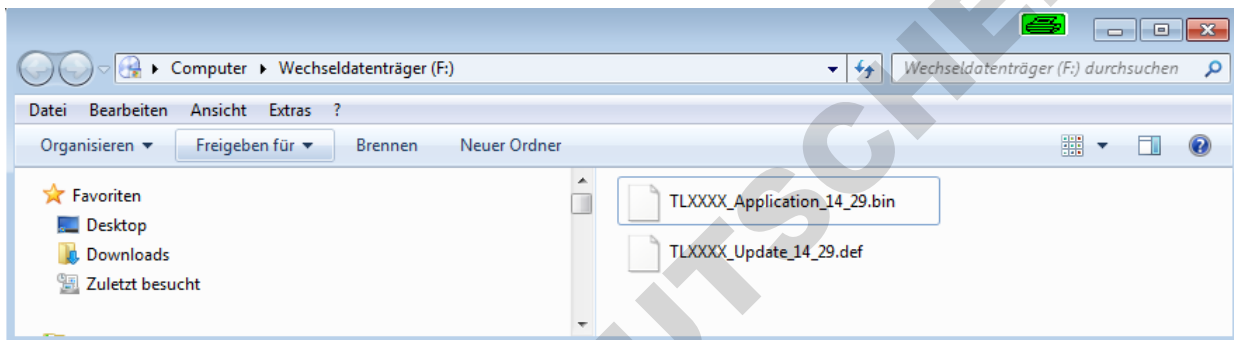 Computer Wechseldatenträger (F:) Wechseldatenträger (F:) durchsuchen
Datei Bearbeiten Ansicht Extras ?
Organisieren Freigeben für Brennen Neuer Ordner
Favoriten
Desktop
Downloads
Zuletzt besucht
TLXXXX_Application_14_29.bin
TLXXXX_Update_14_29.def
UTSCHE